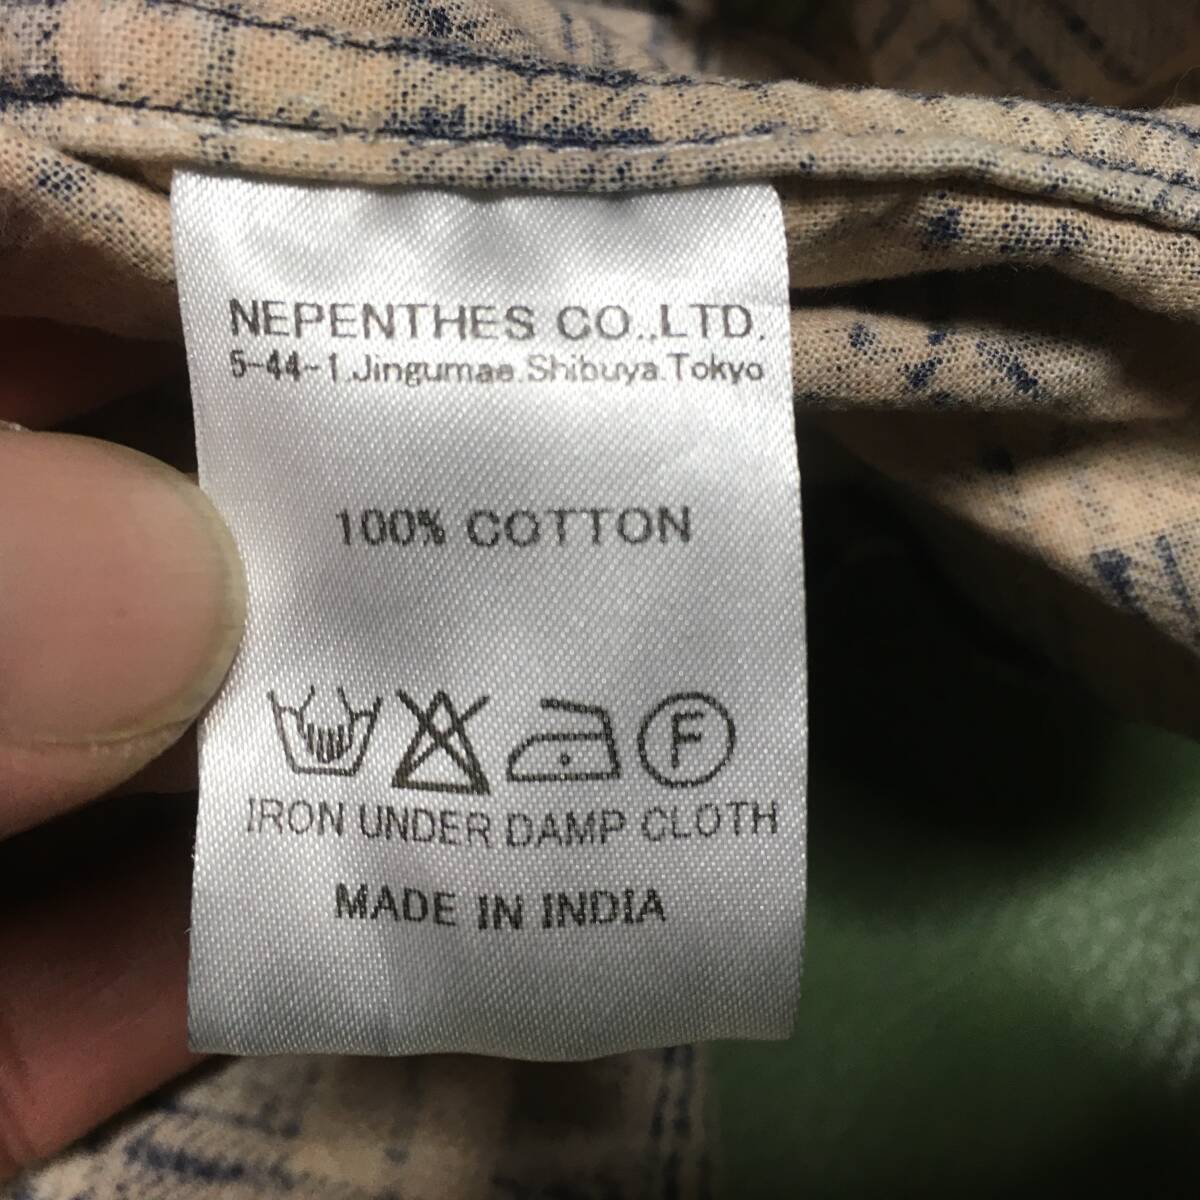 NEPENTHES CO.,LTD.
5-44-1.Jingumae.Shibuya.Tokyo
100% COTTON
F
IRON UNDER DAMP CLOTH
MADE IN INDIA